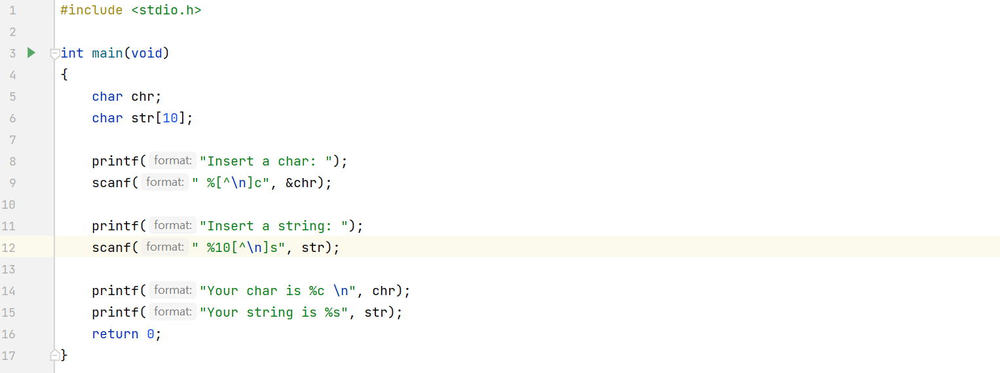 1 #include <stdio.h>
2
3 int main(void)
4 {
5 char chr;
6 char str[10];
7
8 printf( format: "Insert a char: ");
9 scanf( format: " %[^\n]c", &chr);
10
11 printf( format: "Insert a string: ");
12 scanf( format: " %10[^\n]s", str);
13
14 printf( format: "Your char is %c \n", chr);
15 printf( format: "Your string is %s", str);
16 return 0;
17 }